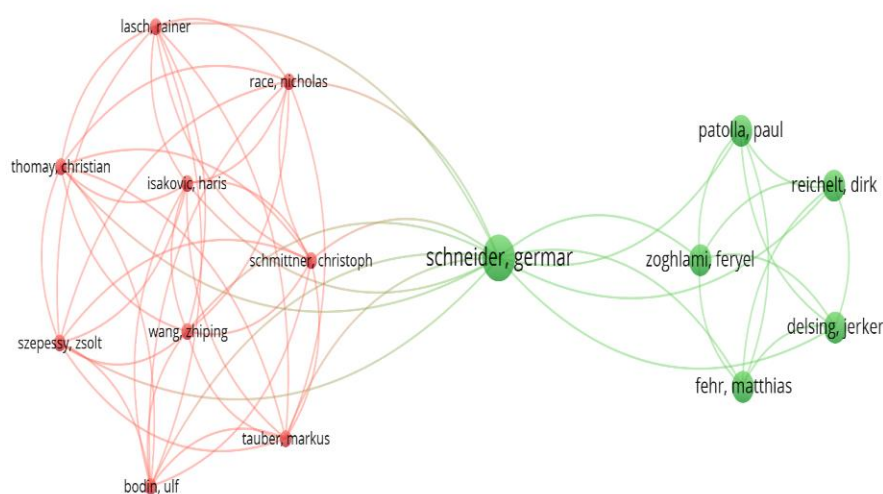 lasch, rainer
race, nicholas
patolla, paul
thomay, christian
isakovic, haris
reichelt, dirk
schmittner, christoph
schneider, germar
zoghlami, feryel
szepessy, zsolt
wang, zhiping
delsing, jerker
fehr, matthias
tauber, markus
bodin, ulf